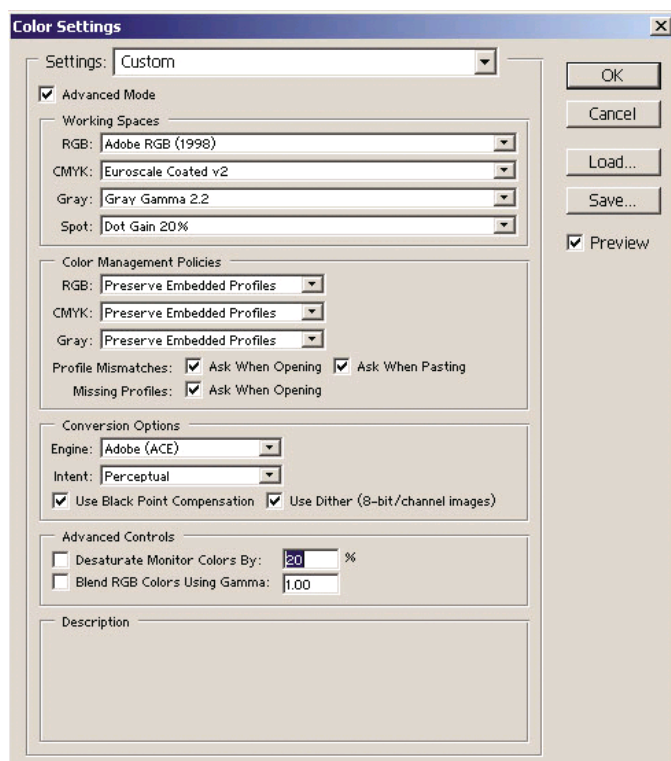 Color Settings
Settings: Custom
OK
Advanced Mode
Cancel
Working Spaces
RGB: Adobe RGB (1998)
CMYK: Euroscale Coated v2
Load...
Gray: Gray Gamma 2.2
Save...
Spot: Dot Gain 20%
Preview
Color Management Policies
RGB: Preserve Embedded Profiles
CMYK: Preserve Embedded Profiles
Gray: Preserve Embedded Profiles
Profile Mismatches: Ask When Opening Ask When Pasting
Missing Profiles: Ask When Opening
Conversion Options
Engine: Adobe (ACE)
Intent: Perceptual
Use Black Point Compensation Use Dither (8-bit/channel images)
Advanced Controls
Desaturate Monitor Colors By: 20 %
Blend RGB Colors Using Gamma: 1.00
Description